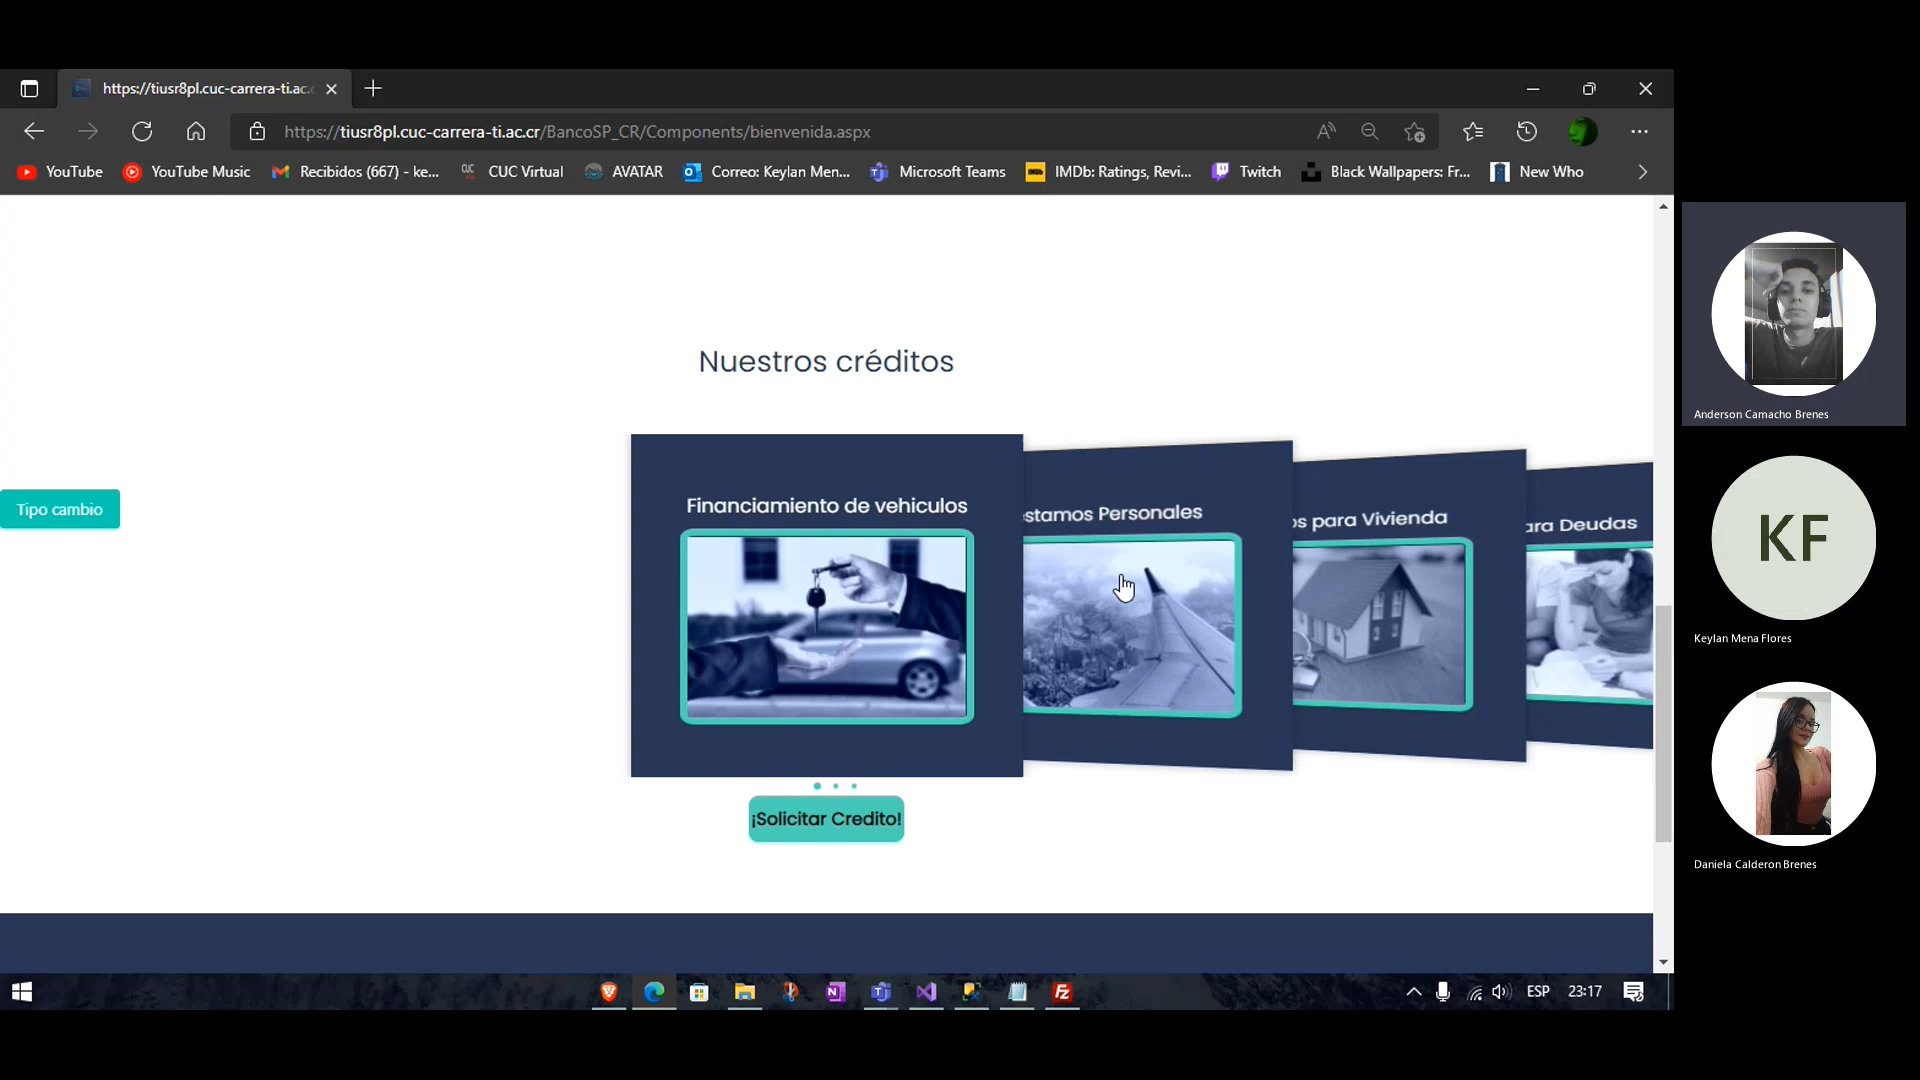 https://tiusr8pl.cuc-carrera-ti.ac.c
https://tiusr8pl.cuc-carrera-ti.ac.cr/BancoSP_CR/Components/bienvenida.aspx
YouTube YouTube Music Recibidos (667) - ke... CUC Virtual AVATAR Correo: Keylan Men... Microsoft Teams IMDb: Ratings, Revi... Twitch Black Wallpapers: Fr... New Who
Nuestros créditos
Tipo cambio
Financiamiento de vehiculos
stamos Personales
os para Vivienda
ara Deudas
¡Solicitar Credito!
ESP 23:17
Anderson Camacho Brenes
KF
Keylan Mena Flores
Daniela Calderon Brenes